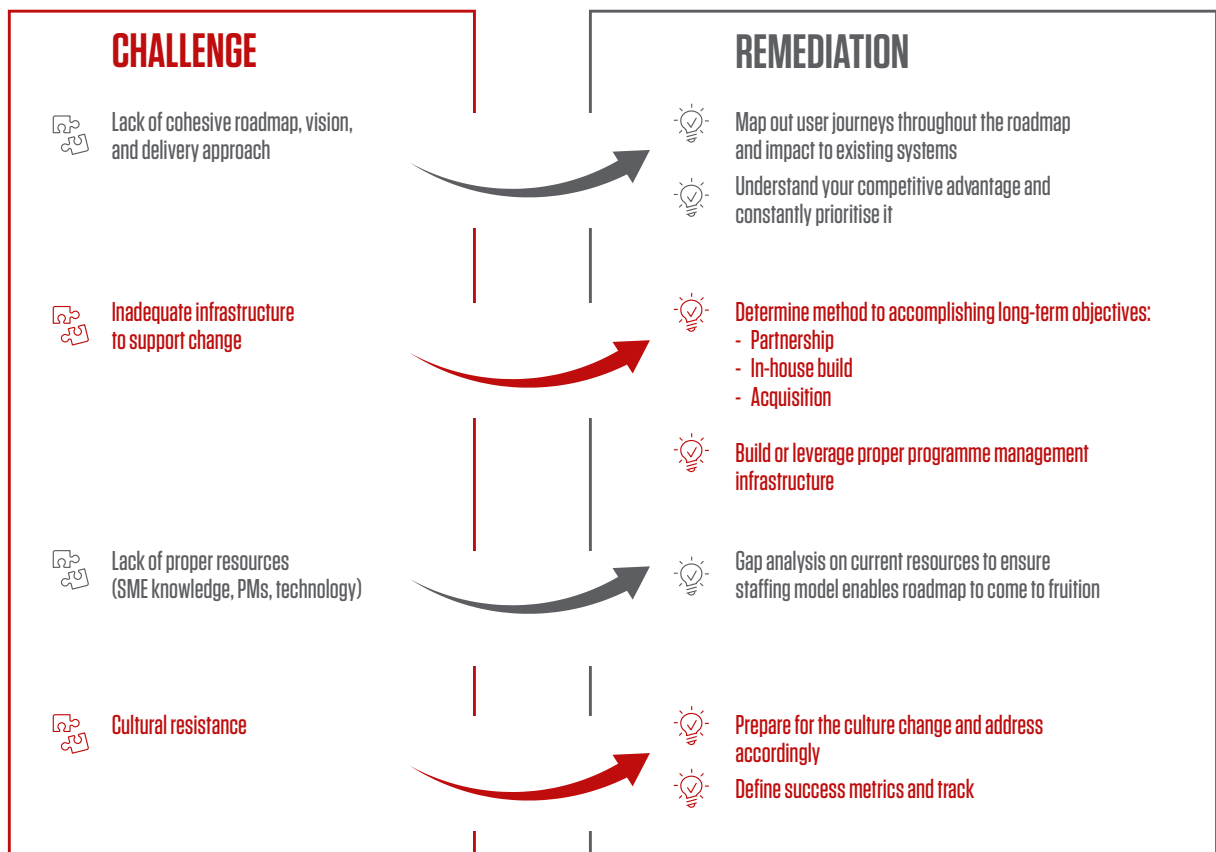 CHALLENGE
REMEDIATION
Lack of cohesive roadmap, vision,
and delivery approach
Map out user journeys throughout the roadmap
and impact to existing systems
Understand your competitive advantage and
constantly prioritise it
Inadequate infrastructure
to support change
Determine method to accomplishing long-term objectives:
- Partnership
- In-house build
- Acquisition
Build or leverage proper programme management
infrastructure
Lack of proper resources
(SME knowledge, PMs, technology)
Gap analysis on current resources to ensure
staffing model enables roadmap to come to fruition
Cultural resistance
Prepare for the culture change and address
accordingly
Define success metrics and track